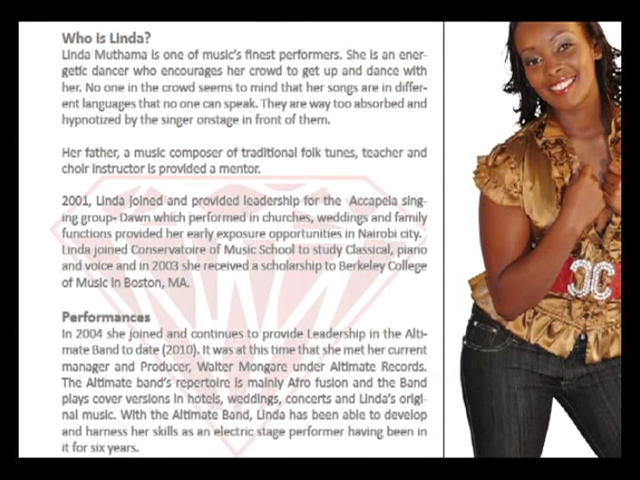 Who is Linda?
Linda Muthama is one of music's finest performers. She is an ener-
getic dancer who encourages her crowd to get up and dance with
her. No one in the crowd seems to mind that her songs are in differ-
ent languages that no one can speak. They are way too absorbed and
hypnotized by the singer onstage in front of them.
Her father, a music composer of traditional folk tunes, teacher and
choir instructor is provided a mentor.
2001, Linda joined and provided leadership for the Accapela sing-
ing group- Dawn which performed in churches, weddings and family
functions provided her early exposure opportunities in Nairobi city.
Linda joined Conservatoire of Music School to study Classical, piano
and voice and in 2003 she received a scholarship to Berkeley College
of Music in Boston, MA.
Performances
In 2004 she joined and continues to provide Leadership in the Alti-
mate Band to date (2010). It was at this time that she met her current
manager and Producer, Walter Mongare under Altimate Records.
The Altimate band's repertoire is mainly Afro fusion and the Band
plays cover versions in hotels, weddings, concerts and Linda's origi-
nal music. With the Altimate Band, Linda has been able to develop
and harness her skills as an electric stage performer having been in
it for six years.